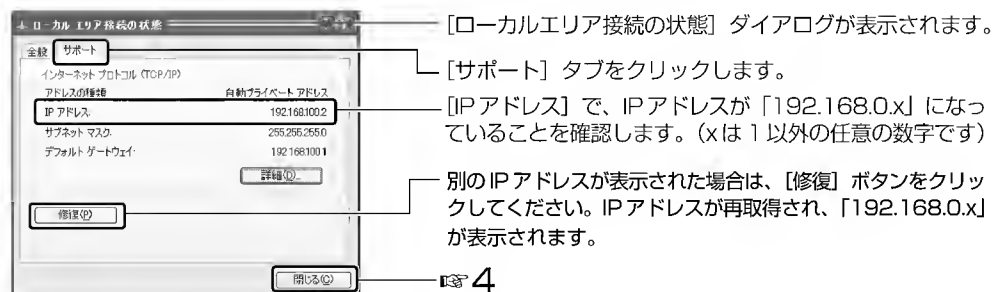 ローカル エリア接続の状態
全般
サポート
インターネット プロトコル (TCP/IP)
アドレスの種類
自動プライベート アドレス
IP アドレス:
192.168.100.2
サブネット マスク:
255.255.255.0
デフォルト ゲートウェイ:
192.168.100.1
詳細(D)...
修復(P)
閉じる(C)
[ローカルエリア接続の状態] ダイアログが表示されます。
[サポート] タブをクリックします。
[IPアドレス] で、IPアドレスが「192.168.0.x」になっ
ていることを確認します。(xは1以外の任意の数字です)
別のIPアドレスが表示された場合は、[修復] ボタンをクリッ
クしてください。IPアドレスが再取得され、「192.168.0.x」
が表示されます。
☞4